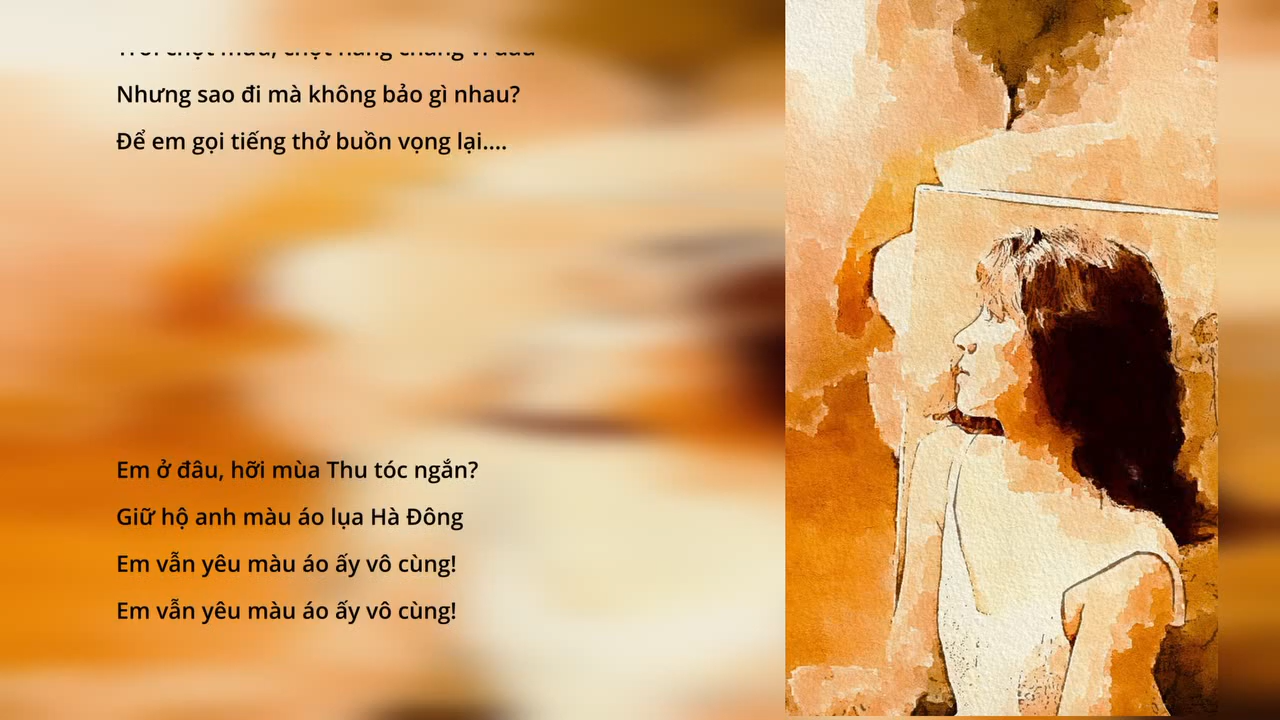 Nhưng sao đi mà không bảo gì nhau?
Để em gọi tiếng thở buồn vọng lại....
Em ở đâu, hỡi mùa Thu tóc ngắn?
Giữ hộ anh màu áo lụa Hà Đông
Em vẫn yêu màu áo ấy vô cùng!
Em vẫn yêu màu áo ấy vô cùng!